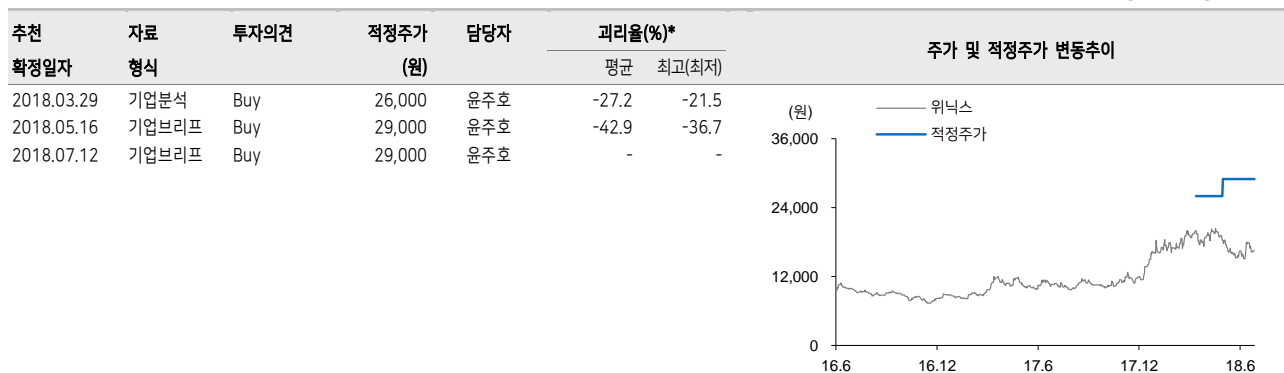 추천 자료 투자의견 적정주가 담당자 괴리율(%)* 주가 및 적정주가 변동추이
확정일자 형식 (원) 평균 최고(최저)
2018.03.29 기업분석 Buy 26,000 윤주호 -27.2 -21.5
2018.05.16 기업브리프 Buy 29,000 윤주호 -42.9 -36.7
2018.07.12 기업브리프 Buy 29,000 윤주호 - -
(원)
위닉스
적정주가
36,000
24,000
12,000
0
16.6 16.12 17.6 17.12 18.6